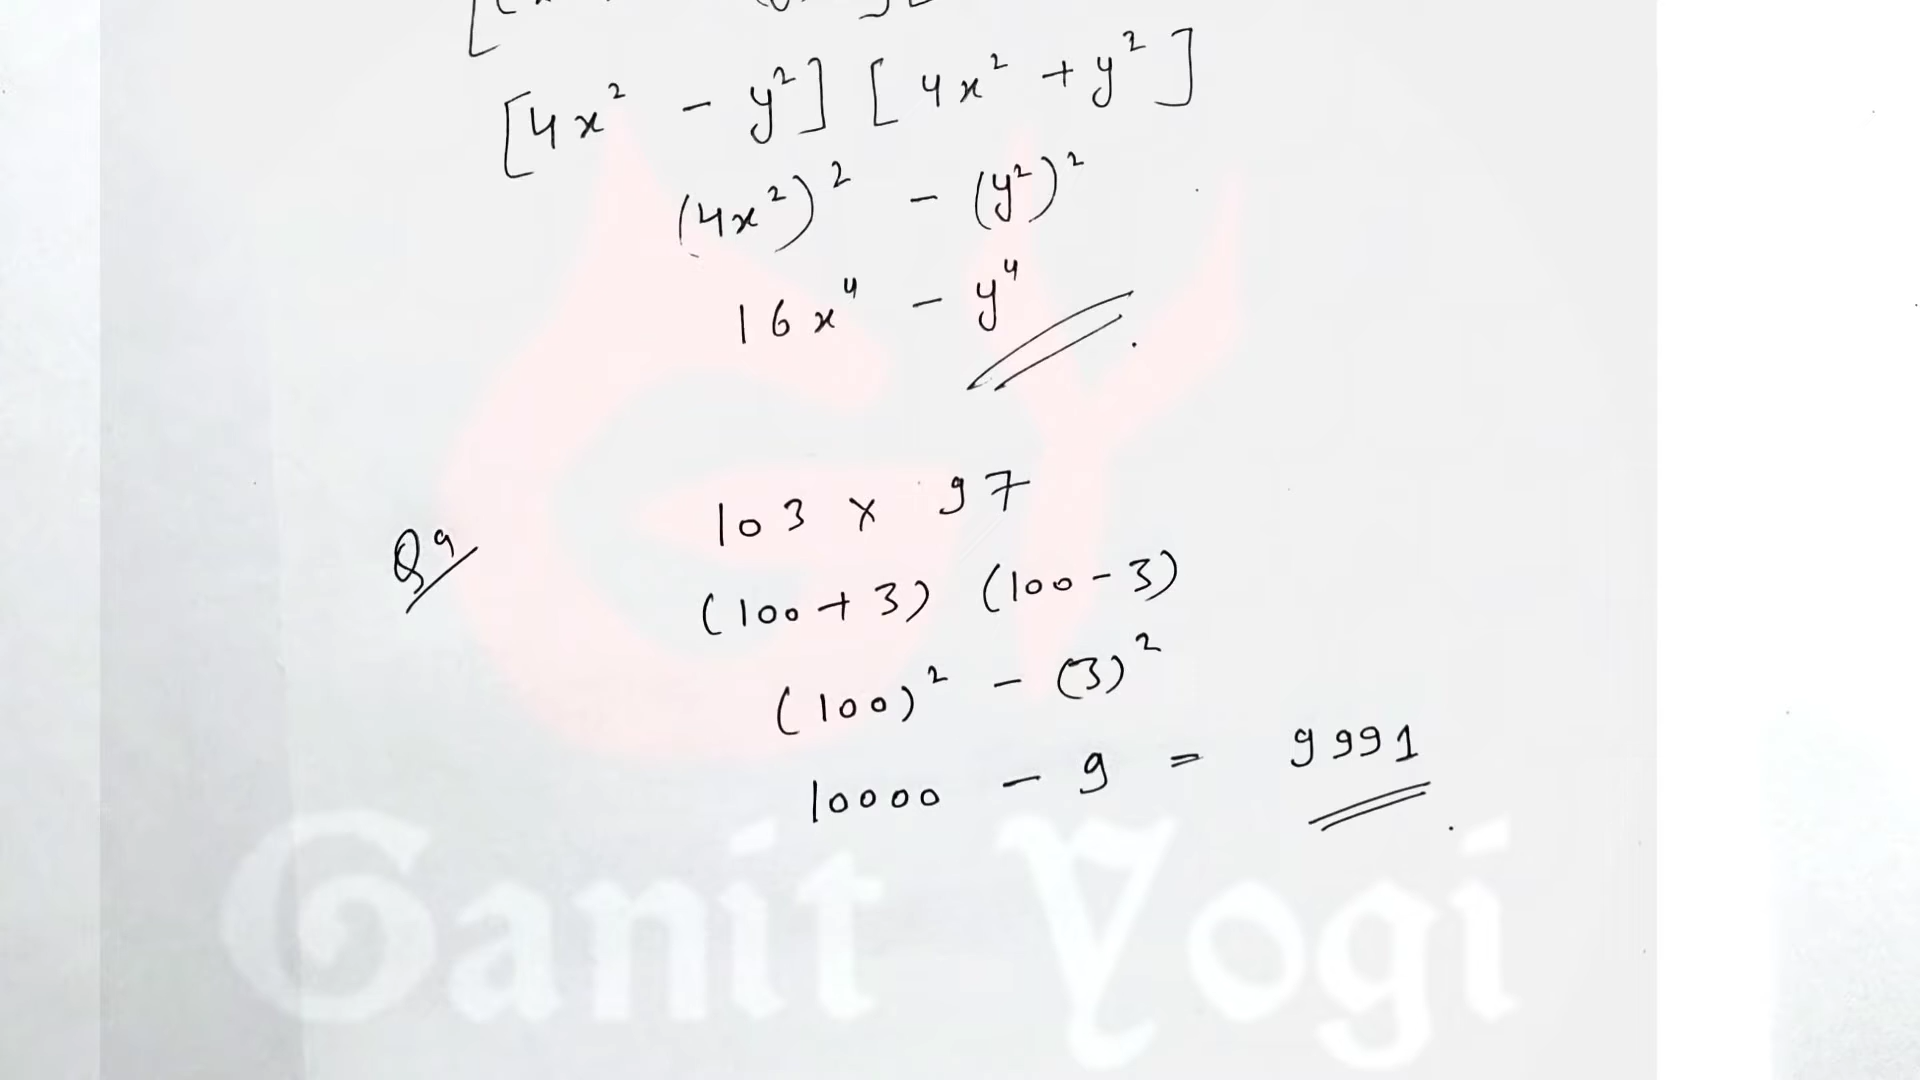 [4x² - y²] [4x² + y²]
(4x²)² - (y²)²
16x⁴ - y⁴
Q9 103 × 97
(100+3) (100-3)
(100)² - (3)²
10000 - 9 = 9991
GY
Ganit Yogi